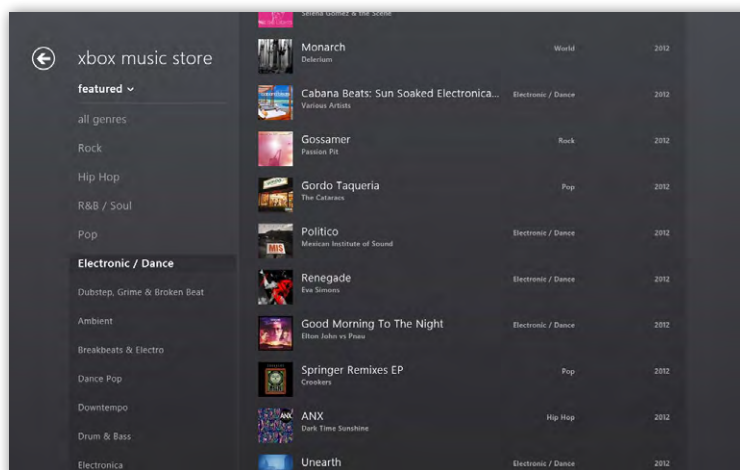 xbox music store
featured
all genres
Rock
Hip Hop
R&B / Soul
Pop
Electronic / Dance
Dubstep, Grime & Broken Beat
Ambient
Breakbeats & Electro
Dance Pop
Downtempo
Drum & Bass
Electronica
Selena Gomez & the Scene
Monarch World 2012
Delerium
Cabana Beats: Sun Soaked Electronica... Electronic / Dance 2012
Various Artists
Gossamer Rock 2012
Passion Pit
Gordo Taqueria Pop 2012
The Cataracs
Politico Electronic / Dance 2012
Mexican Institute of Sound
MIS
Renegade Electronic / Dance 2012
Eva Simons
Good Morning To The Night Electronic / Dance 2012
Elton John vs Pnau
Springer Remixes EP Pop 2012
Crookers
ANX Hip Hop 2012
Dark Time Sunshine
ANX
Unearth Electronic / Dance 2012